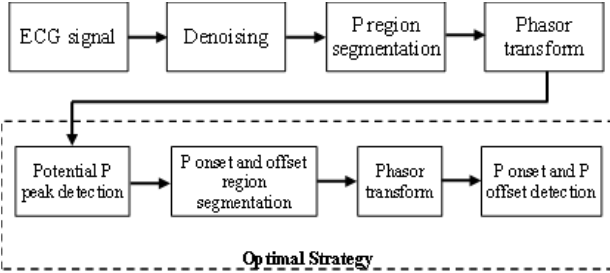 ECG signal
Denoising
P region
segmentation
Phasor
transform
Potential P
peak detection
P onset and offset
region
segmentation
Phasor
transform
P onset and P
offset detection
Optimal Strategy